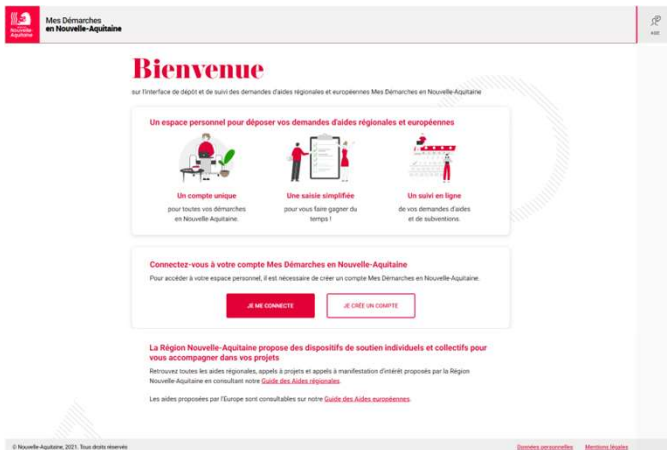 Nouvelle-
Aquitaine
Mes Démarches
en Nouvelle-Aquitaine
AIDE
Bienvenue
sur l'interface de dépôt et de suivi des demandes d'aides régionales et européennes Mes Démarches en Nouvelle-Aquitaine
Un espace personnel pour déposer vos demandes d'aides régionales et européennes
Un compte unique
pour toutes vos démarches
en Nouvelle Aquitaine.
Une saisie simplifiée
pour vous faire gagner du
temps !
Un suivi en ligne
de vos demandes d'aides
et de subventions.
Connectez-vous à votre compte Mes Démarches en Nouvelle-Aquitaine
Pour accéder à votre espace personnel, il est nécessaire de créer un compte Mes Démarches en Nouvelle-Aquitaine.
JE ME CONNECTE
JE CRÉE UN COMPTE
La Région Nouvelle-Aquitaine propose des dispositifs de soutien individuels et collectifs pour
vous accompagner dans vos projets
Retrouvez toutes les aides régionales, appels à projets et appels à manifestation d'intérêt proposés par la Région
Nouvelle-Aquitaine en consultant notre Guide des Aides régionales.
Les aides proposées par l'Europe sont consultables sur notre Guide des Aides européennes.
© Nouvelle-Aquitaine, 2021. Tous droits réservés
Données personnelles
Mentions légales